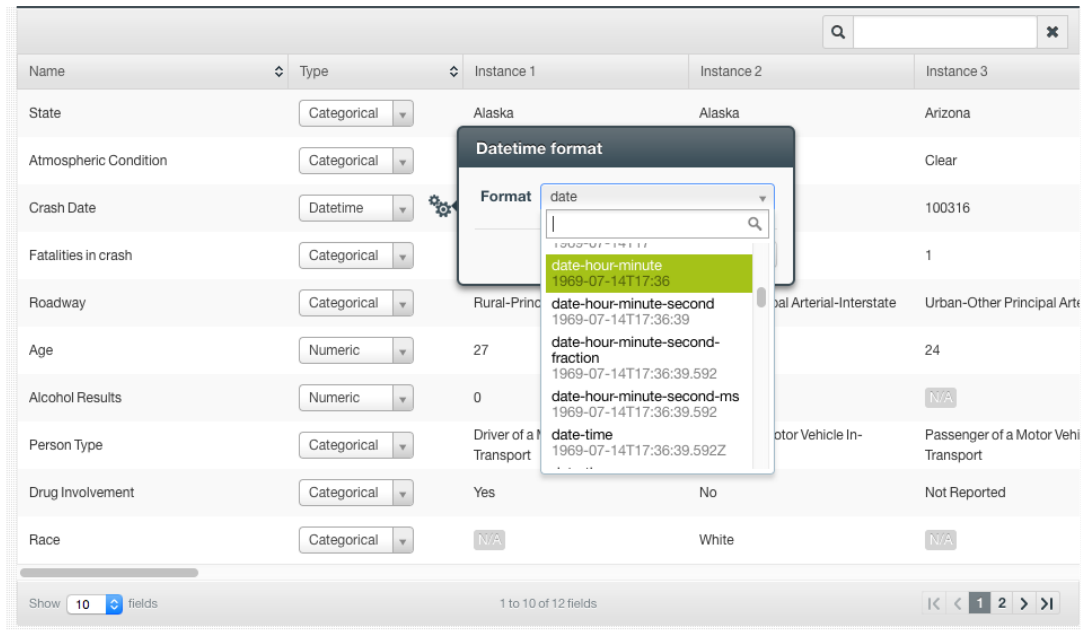 Name Type Instance 1 Instance 2 Instance 3
State Categorical Alaska Alaska Arizona
Datetime format
Atmospheric Condition Categorical Clear
Format date
Crash Date Datetime 100316
1969-07-14T17
Fatalities in crash Categorical 1
date-hour-minute
1969-07-14T17:36
Roadway Categorical Rural-Princ al Arterial-Interstate Urban-Other Principal Arte
date-hour-minute-second
1969-07-14T17:36:39
Age Numeric 27 24
date-hour-minute-second-
fraction
1969-07-14T17:36:39.592
Alcohol Results Numeric 0 N/A
date-hour-minute-second-ms
1969-07-14T17:36:39.592
Person Type Categorical Driver of a M otor Vehicle In- Passenger of a Motor Vehi
Transport Transport
date-time
1969-07-14T17:36:39.592Z
Drug Involvement Categorical Yes No Not Reported
Race Categorical N/A White N/A
Show 10 fields 1 to 10 of 12 fields 1 2